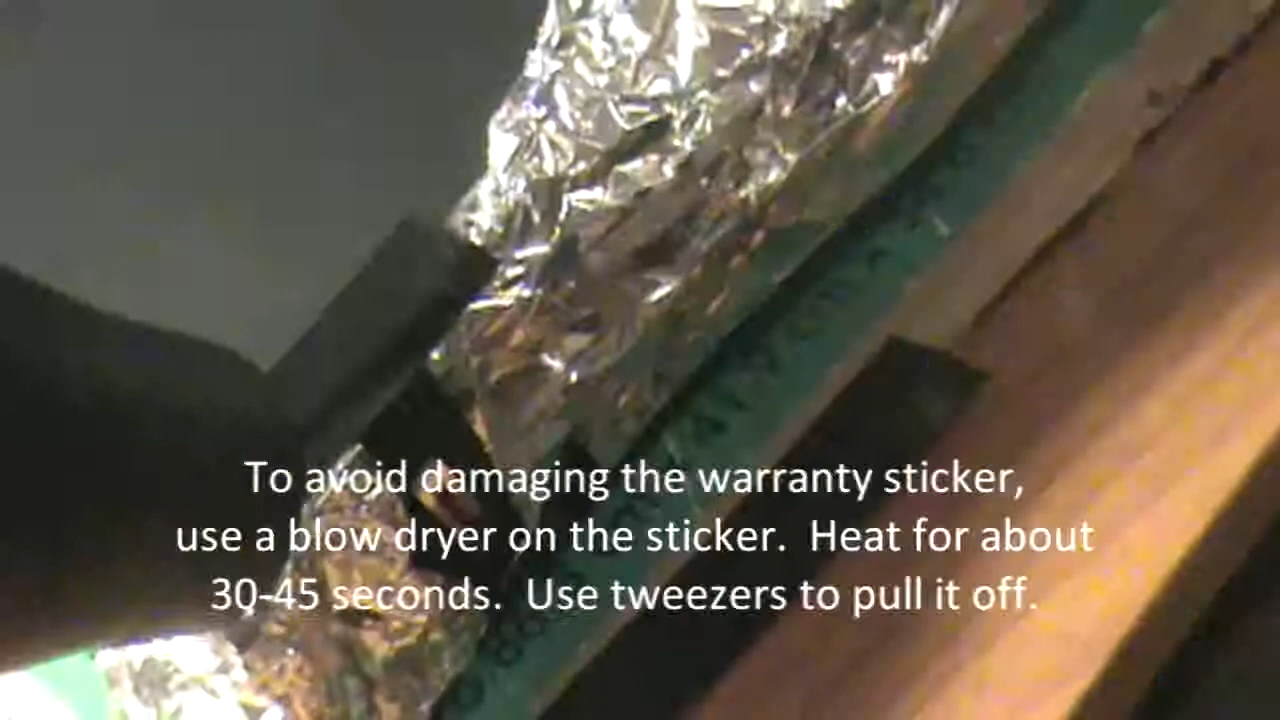 To avoid damaging the warranty sticker,
use a blow dryer on the sticker.  Heat for about
30-45 seconds.  Use tweezers to pull it off.